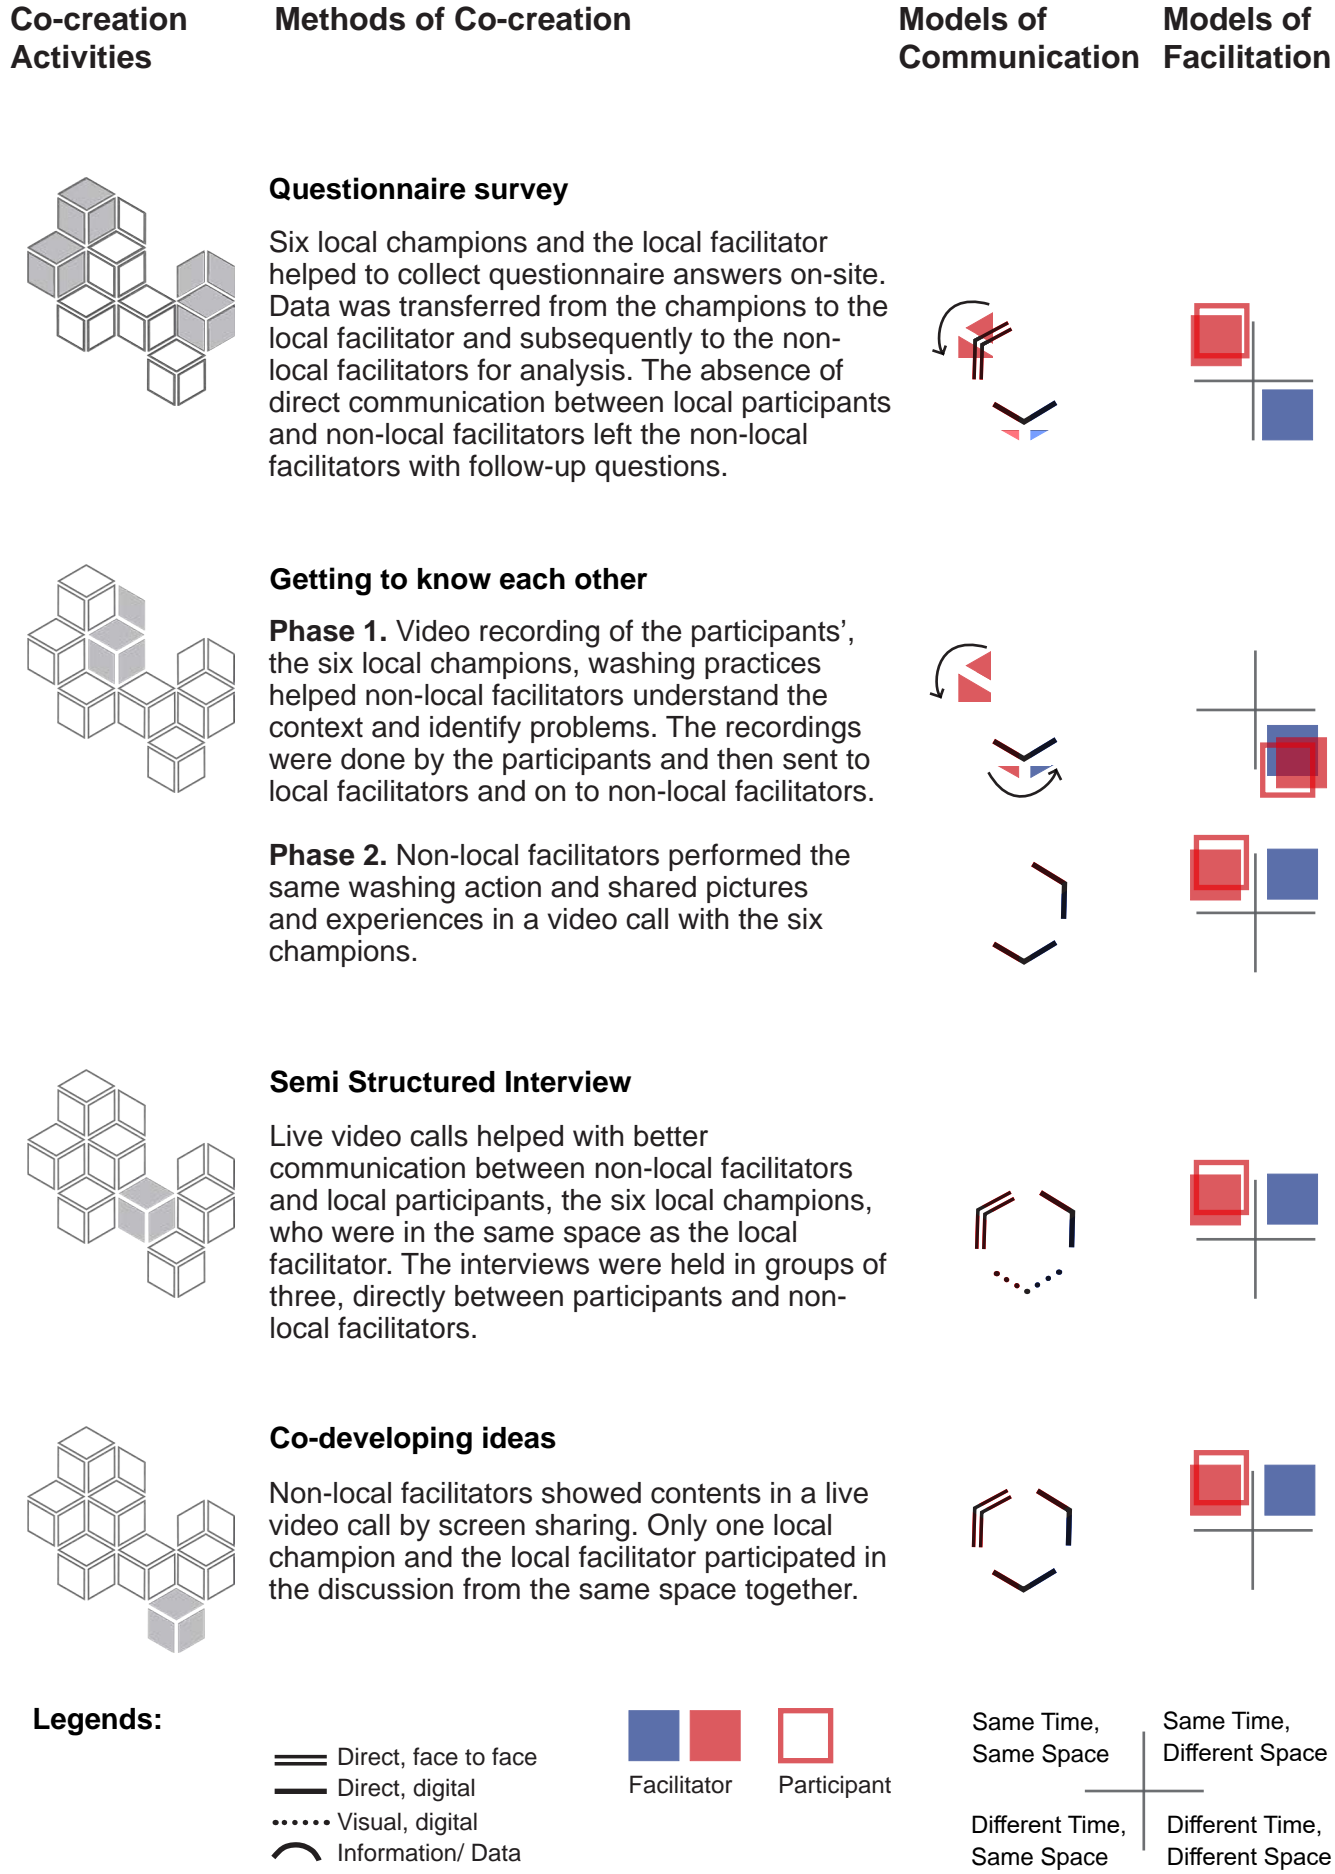 Co-creation Activities
Methods of Co-creation
Models of Communication
Models of Facilitation
Questionnaire survey
Six local champions and the local facilitator
helped to collect questionnaire answers on-site.
Data was transferred from the champions to the
local facilitator and subsequently to the non-
local facilitators for analysis. The absence of
direct communication between local participants
and non-local facilitators left the non-local
facilitators with follow-up questions.
Getting to know each other
Phase 1. Video recording of the participants’,
the six local champions, washing practices
helped non-local facilitators understand the
context and identify problems. The recordings
were done by the participants and then sent to
local facilitators and on to non-local facilitators.
Phase 2. Non-local facilitators performed the
same washing action and shared pictures
and experiences in a video call with the six
champions.
Semi Structured Interview
Live video calls helped with better
communication between non-local facilitators
and local participants, the six local champions,
who were in the same space as the local
facilitator. The interviews were held in groups of
three, directly between participants and non-
local facilitators.
Co-developing ideas
Non-local facilitators showed contents in a live
video call by screen sharing. Only one local
champion and the local facilitator participated in
the discussion from the same space together.
Legends:
Direct, face to face
Direct, digital
Visual, digital
Information/ Data
Facilitator
Participant
Same Time,
Same Space
Same Time,
Different Space
Different Time,
Same Space
Different Time,
Different Space